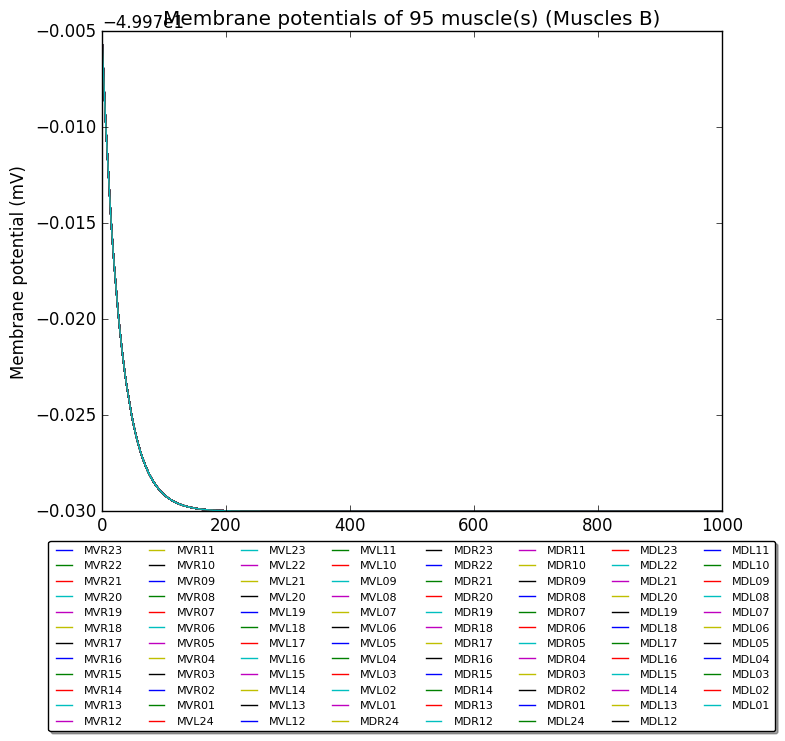 Membrane potentials of 95 muscle(s) (Muscles B)
−4.997e1
−0.005
−0.010
−0.015
−0.020
−0.025
−0.030
Membrane potential (mV)
0 200 400 600 800 1000
MVR23 MVR11 MVL23 MVL11 MDR23 MDR11 MDL23 MDL11
MVR22 MVR10 MVL22 MVL10 MDR22 MDR10 MDL22 MDL10
MVR21 MVR09 MVL21 MVL09 MDR21 MDR09 MDL21 MDL09
MVR20 MVR08 MVL20 MVL08 MDR20 MDR08 MDL20 MDL08
MVR19 MVR07 MVL19 MVL07 MDR19 MDR07 MDL19 MDL07
MVR18 MVR06 MVL18 MVL06 MDR18 MDR06 MDL18 MDL06
MVR17 MVR05 MVL17 MVL05 MDR17 MDR05 MDL17 MDL05
MVR16 MVR04 MVL16 MVL04 MDR16 MDR04 MDL16 MDL04
MVR15 MVR03 MVL15 MVL03 MDR15 MDR03 MDL15 MDL03
MVR14 MVR02 MVL14 MVL02 MDR14 MDR02 MDL14 MDL02
MVR13 MVR01 MVL13 MVL01 MDR13 MDR01 MDL13 MDL01
MVR12 MVL24 MVL12 MDR24 MDR12 MDL24 MDL12